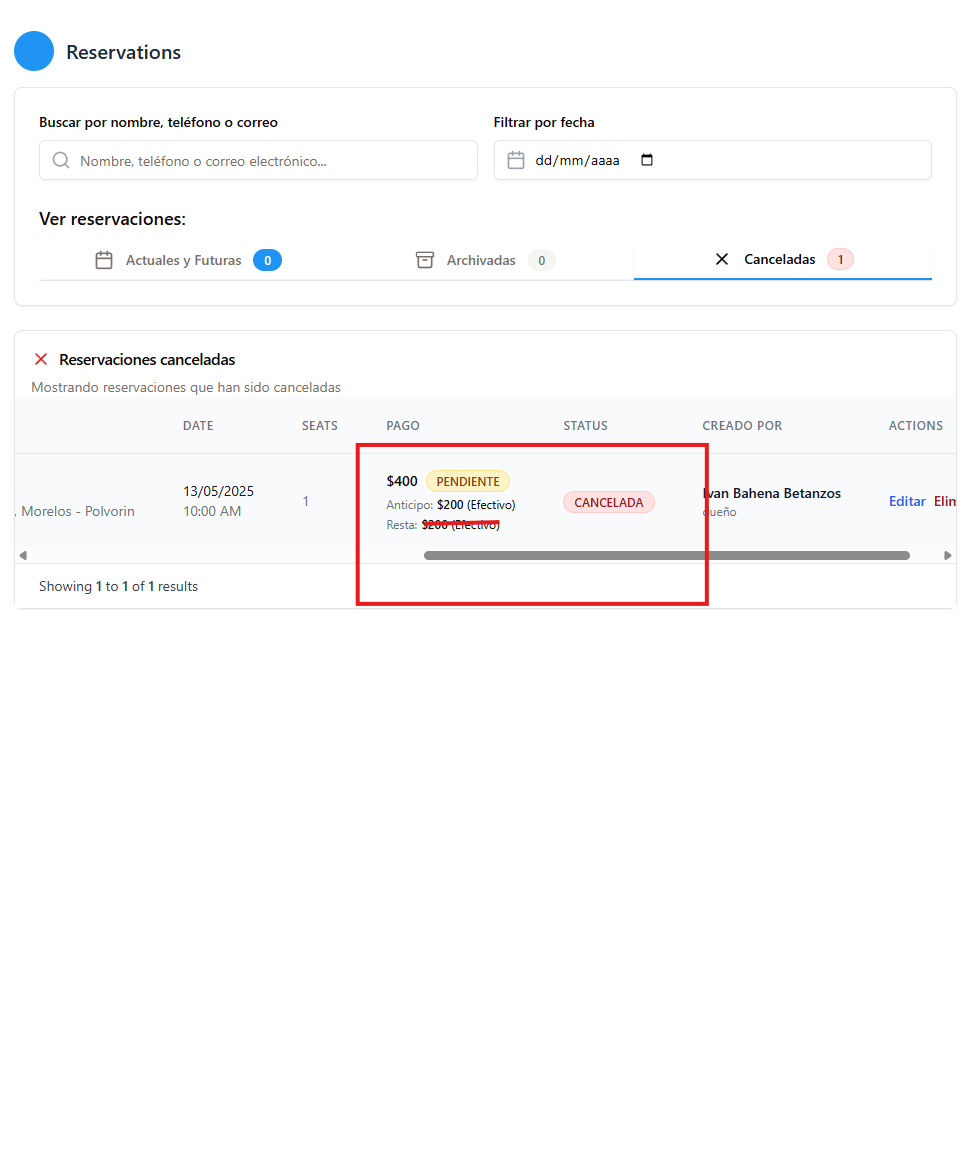 Reservations
Buscar por nombre, teléfono o correo
Filtrar por fecha
Nombre, teléfono o correo electrónico...
dd/mm/aaaa
Ver reservaciones:
Actuales y Futuras 0
Archivadas 0
Canceladas 1
Reservaciones canceladas
Mostrando reservaciones que han sido canceladas
DATE SEATS PAGO STATUS CREADO POR ACTIONS
, Morelos - Polvorin
13/05/2025
10:00 AM
1
$400 PENDIENTE
Anticipo: $200 (Efectivo)
Resta: $200 (Efectivo)
CANCELADA
Ivan Bahena Betanzos
dueño
Editar Elim
Showing 1 to 1 of 1 results